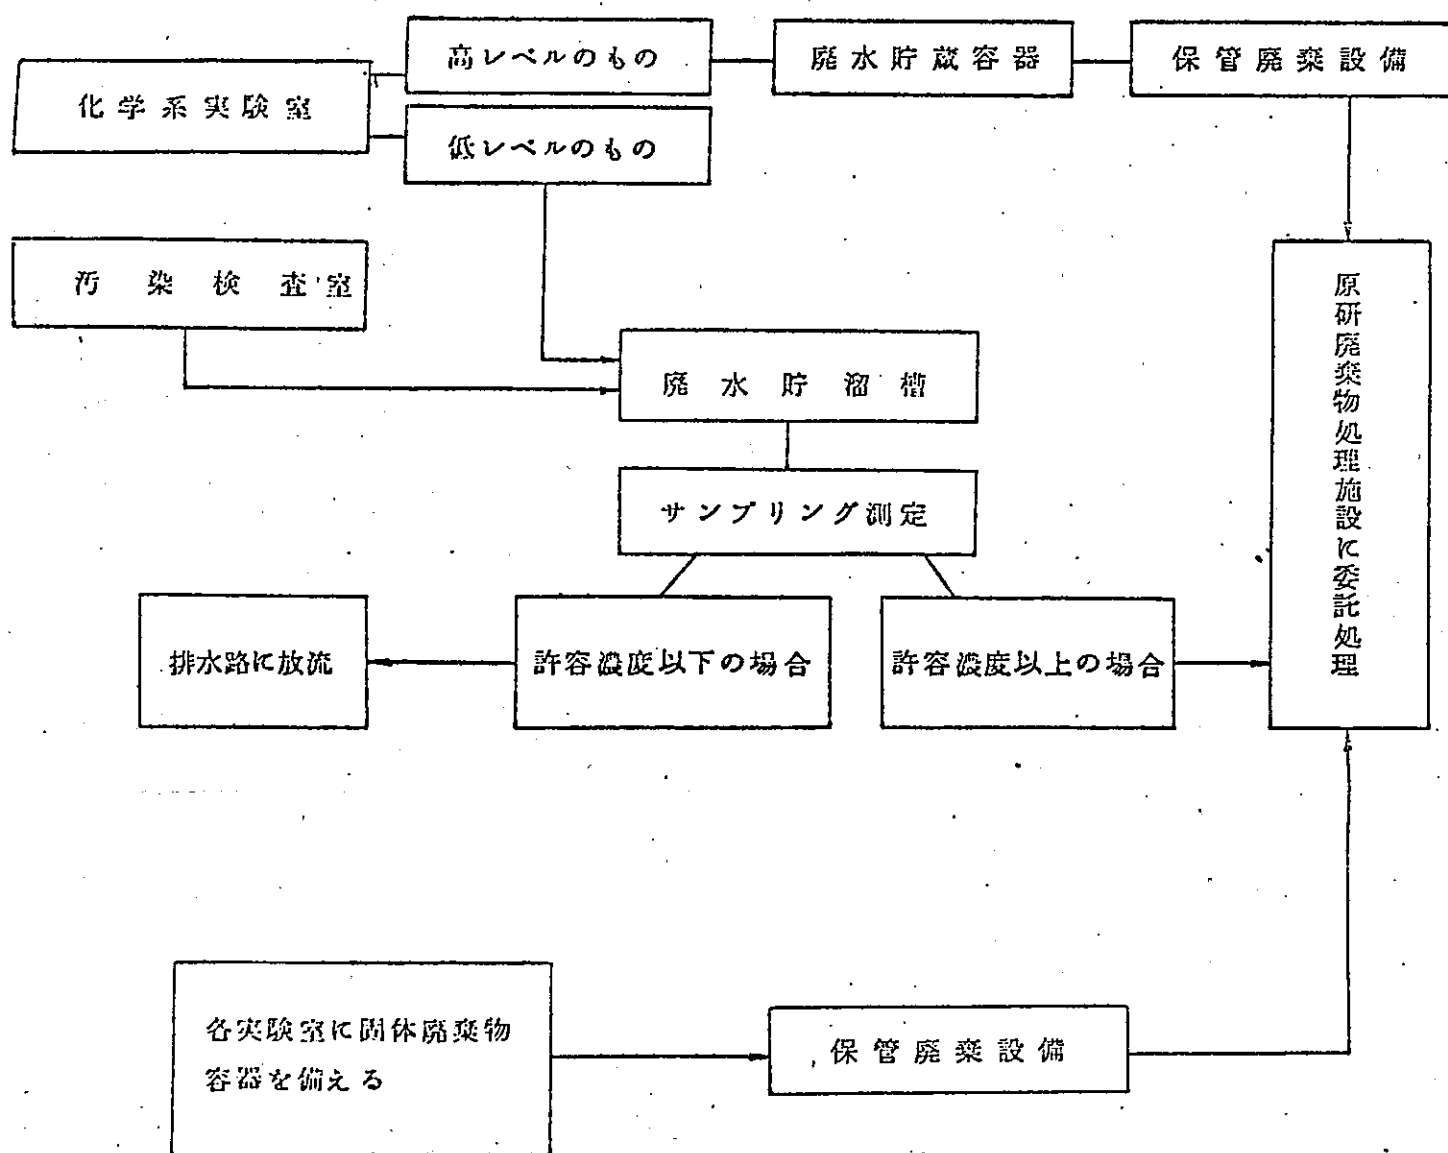 高レベルのもの
廃水貯蔵容器
保管廃棄設備
化学系実験室
低レベルのもの
汚染検査室
原研廃棄物処理施設に委託処理
廃水貯溜槽
サンプリング測定
排水路に放流
許容濃度以下の場合
許容濃度以上の場合
各実験室に固体廃棄物
容器を備える
保管廃棄設備